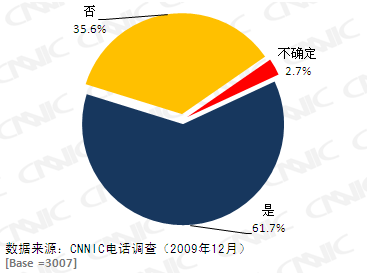 否
35.6%
不确定
2.7%
是
61.7%
数据来源：CNNIC电话调查（2009年12月）
[Base =3007]